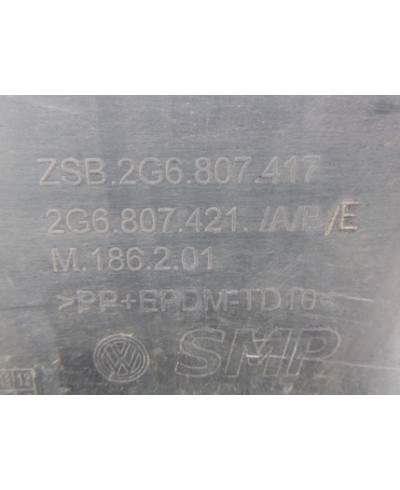 ZSB.2G6.807.417
2G6.807.421. /A/B/E
M.186.2.01
>PP+EPDM-TD10<
SMP